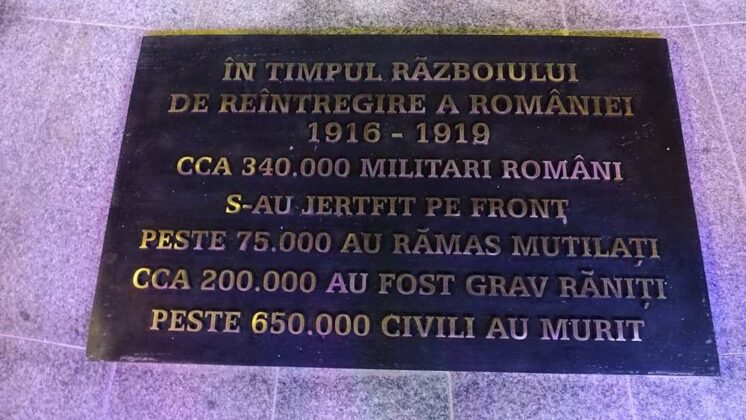 ÎN TIMPUL RĂZBOIULUI
DE REÎNTREGIRE A ROMÂNIEI
1916 - 1919
CCA 340.000 MILITARI ROMÂNI
S-AU JERTFIT PE FRONȚ
PESTE 75.000 AU RĂMAS MUTILAȚI
CCA 200.000 AU FOST GRAV RĂNIȚI
PESTE 650.000 CIVILI AU MURIT